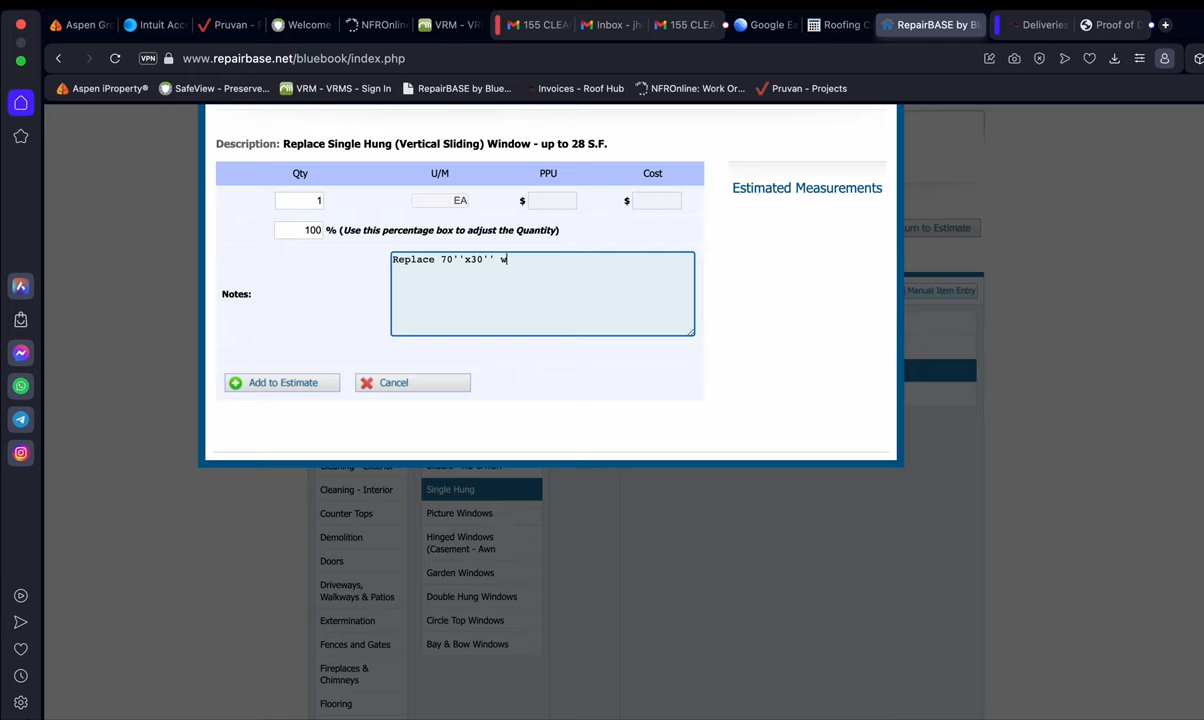 Aspen Gr
Intuit Acc
Pruvan -
Welcome
NFROnlin
VRM - VR
155 CLEA
Inbox - jh
155 CLEA
Google Ea
Roofing C
RepairBASE by Bl
Deliveries
Proof of D
VPN
www.repairbase.net/bluebook/index.php
Aspen iProperty®
SafeView - Preserve...
VRM - VRMS - Sign In
RepairBASE by Blue...
Invoices - Roof Hub
NFROnline: Work Or...
Pruvan - Projects
Description: Replace Single Hung (Vertical Sliding) Window - up to 28 S.F.
Qty
U/M
PPU
Cost
Estimated Measurements
1
EA
$
$
100 % (Use this percentage box to adjust the Quantity)
urn to Estimate
Replace 70''x30'' w
Notes:
Manual Item Entry
Add to Estimate
Cancel
Cleaning - Interior
Single Hung
Counter Tops
Picture Windows
Demolition
Hinged Windows
(Casement - Awn
Doors
Garden Windows
Driveways,
Walkways & Patios
Double Hung Windows
Extermination
Circle Top Windows
Fences and Gates
Bay & Bow Windows
Fireplaces &
Chimneys
Flooring